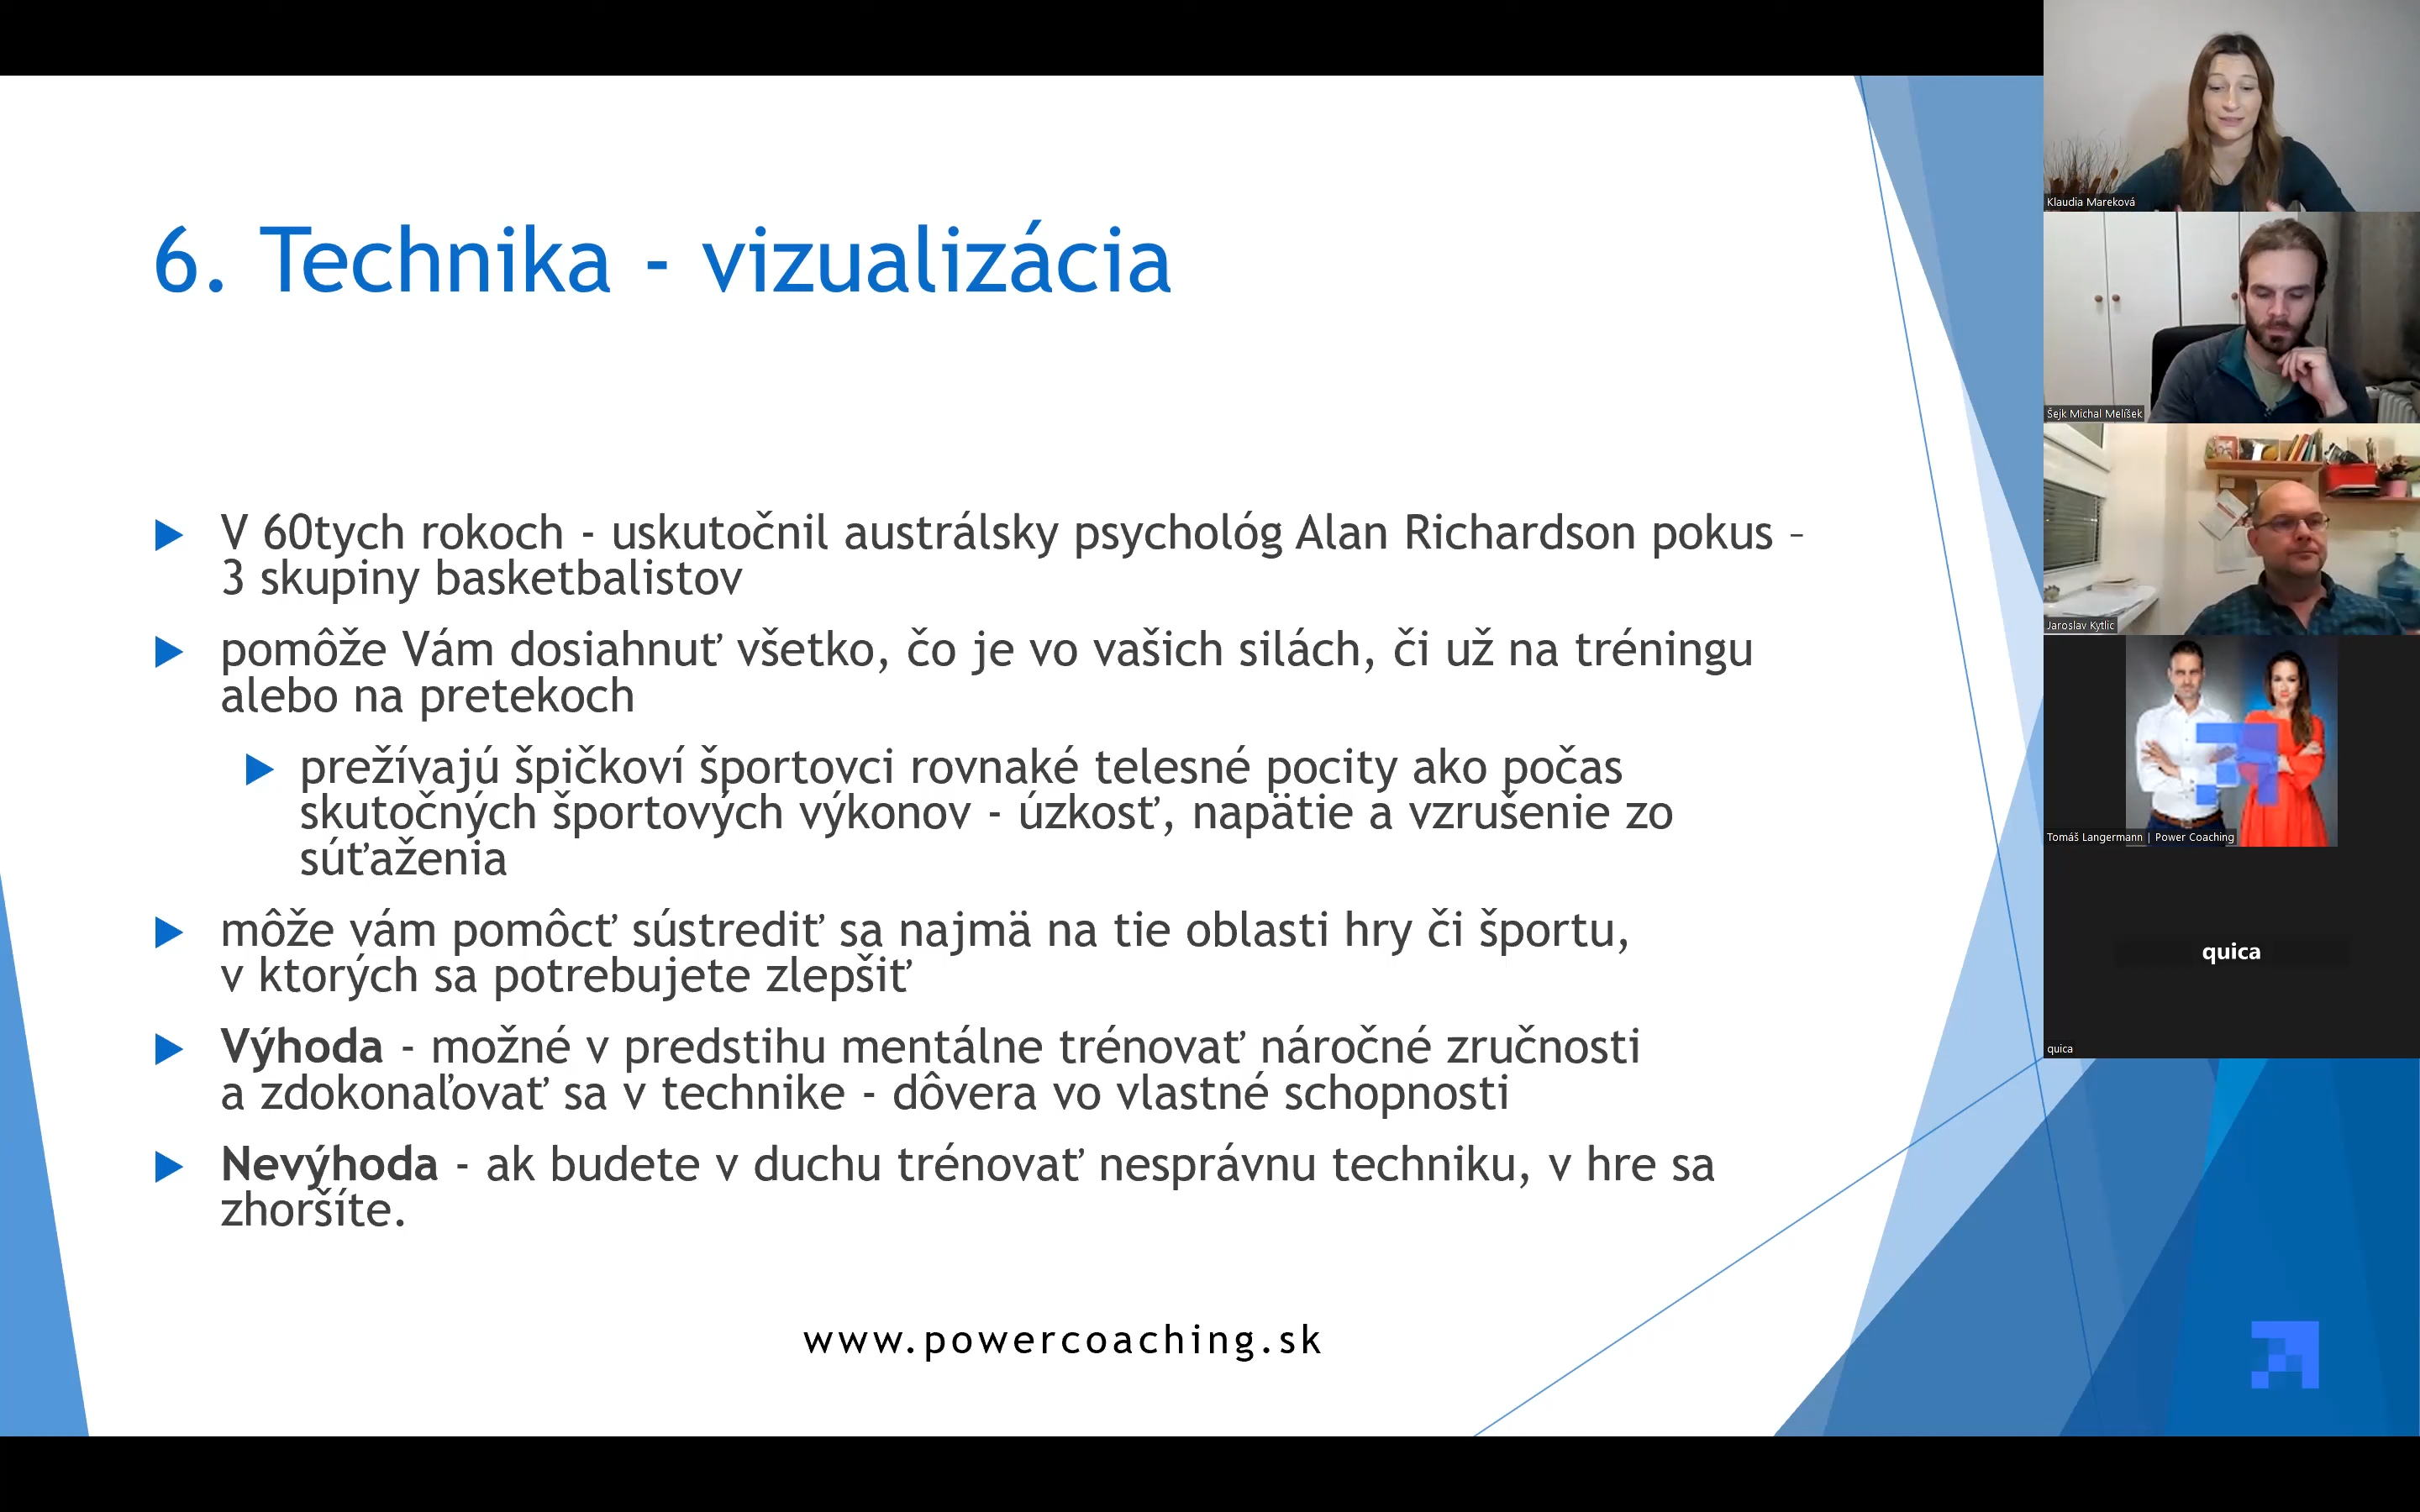 6. Technika - vizualizácia
V 60tych rokoch - uskutočnil austrálsky psychológ Alan Richardson pokus –
3 skupiny basketbalistov
pomôže Vám dosiahnuť všetko, čo je vo vašich silách, či už na tréningu
alebo na pretekoch
prežívajú špičkoví športovci rovnaké telesné pocity ako počas
skutočných športových výkonov - úzkosť, napätie a vzrušenie zo
súťaženia
môže vám pomôcť sústrediť sa najmä na tie oblasti hry či športu,
v ktorých sa potrebujete zlepšiť
Výhoda - možné v predstihu mentálne trénovať náročné zručnosti
a zdokonaľovať sa v technike - dôvera vo vlastné schopnosti
Nevýhoda - ak budete v duchu trénovať nesprávnu techniku, v hre sa
zhoršíte.
www.powercoaching.sk
Klaudia Mareková
Šejk Michal Melíšek
Jaroslav Kytlic
Tomáš Langermann | Power Coaching
quica
quica